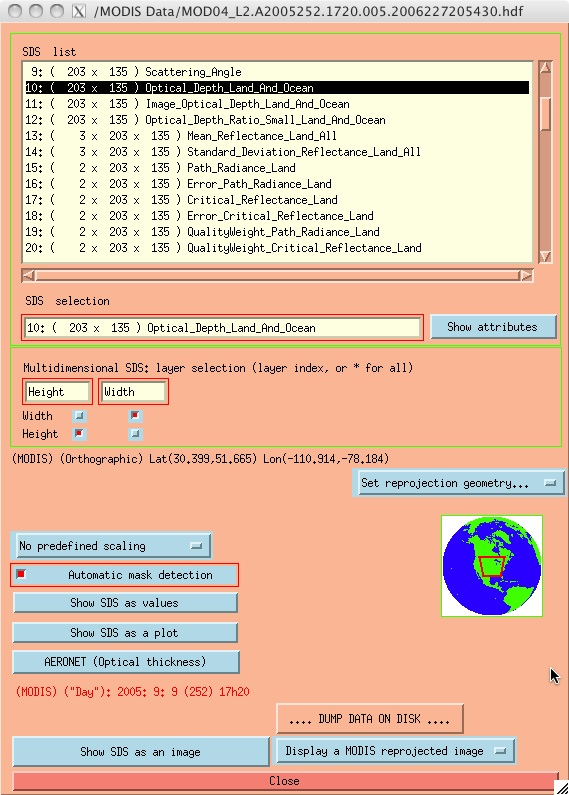 /MODIS Data/MOD04_L2.A2005252.1720.005.2006227205430.hdf
SDS list
9: ( 203 x 135 ) Scattering_Angle
10: ( 203 x 135 ) Optical_Depth_Land_And_Ocean
11: ( 203 x 135 ) Image_Optical_Depth_Land_And_Ocean
12: ( 203 x 135 ) Optical_Depth_Ratio_Small_Land_And_Ocean
13: ( 3 x 203 x 135 ) Mean_Reflectance_Land_All
14: ( 3 x 203 x 135 ) Standard_Deviation_Reflectance_Land_All
15: ( 2 x 203 x 135 ) Path_Radiance_Land
16: ( 2 x 203 x 135 ) Error_Path_Radiance_Land
17: ( 2 x 203 x 135 ) Critical_Reflectance_Land
18: ( 2 x 203 x 135 ) Error_Critical_Reflectance_Land
19: ( 2 x 203 x 135 ) QualityWeight_Path_Radiance_Land
20: ( 2 x 203 x 135 ) QualityWeight_Critical_Reflectance_Land
SDS selection
10: ( 203 x 135 ) Optical_Depth_Land_And_Ocean
Show attributes
Multidimensional SDS: layer selection (layer index, or * for all)
Height Width
Width
Height
(MODIS) (Orthographic) Lat(30.399,51.665) Lon(-110.914,-78.184)
Set reprojection geometry...
No predefined scaling
Automatic mask detection
Show SDS as values
Show SDS as a plot
AERONET (Optical thickness)
(MODIS) ("Day"): 2005: 9: 9 (252) 17h20
.... DUMP DATA ON DISK ....
Show SDS as an image
Display a MODIS reprojected image
Close